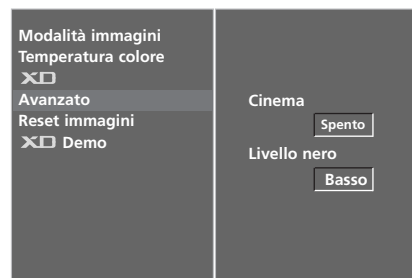 Modalità immagini
Temperatura colore
XD
Avanzato
Reset immagini
XD Demo
Cinema
Spento
Livello nero
Basso